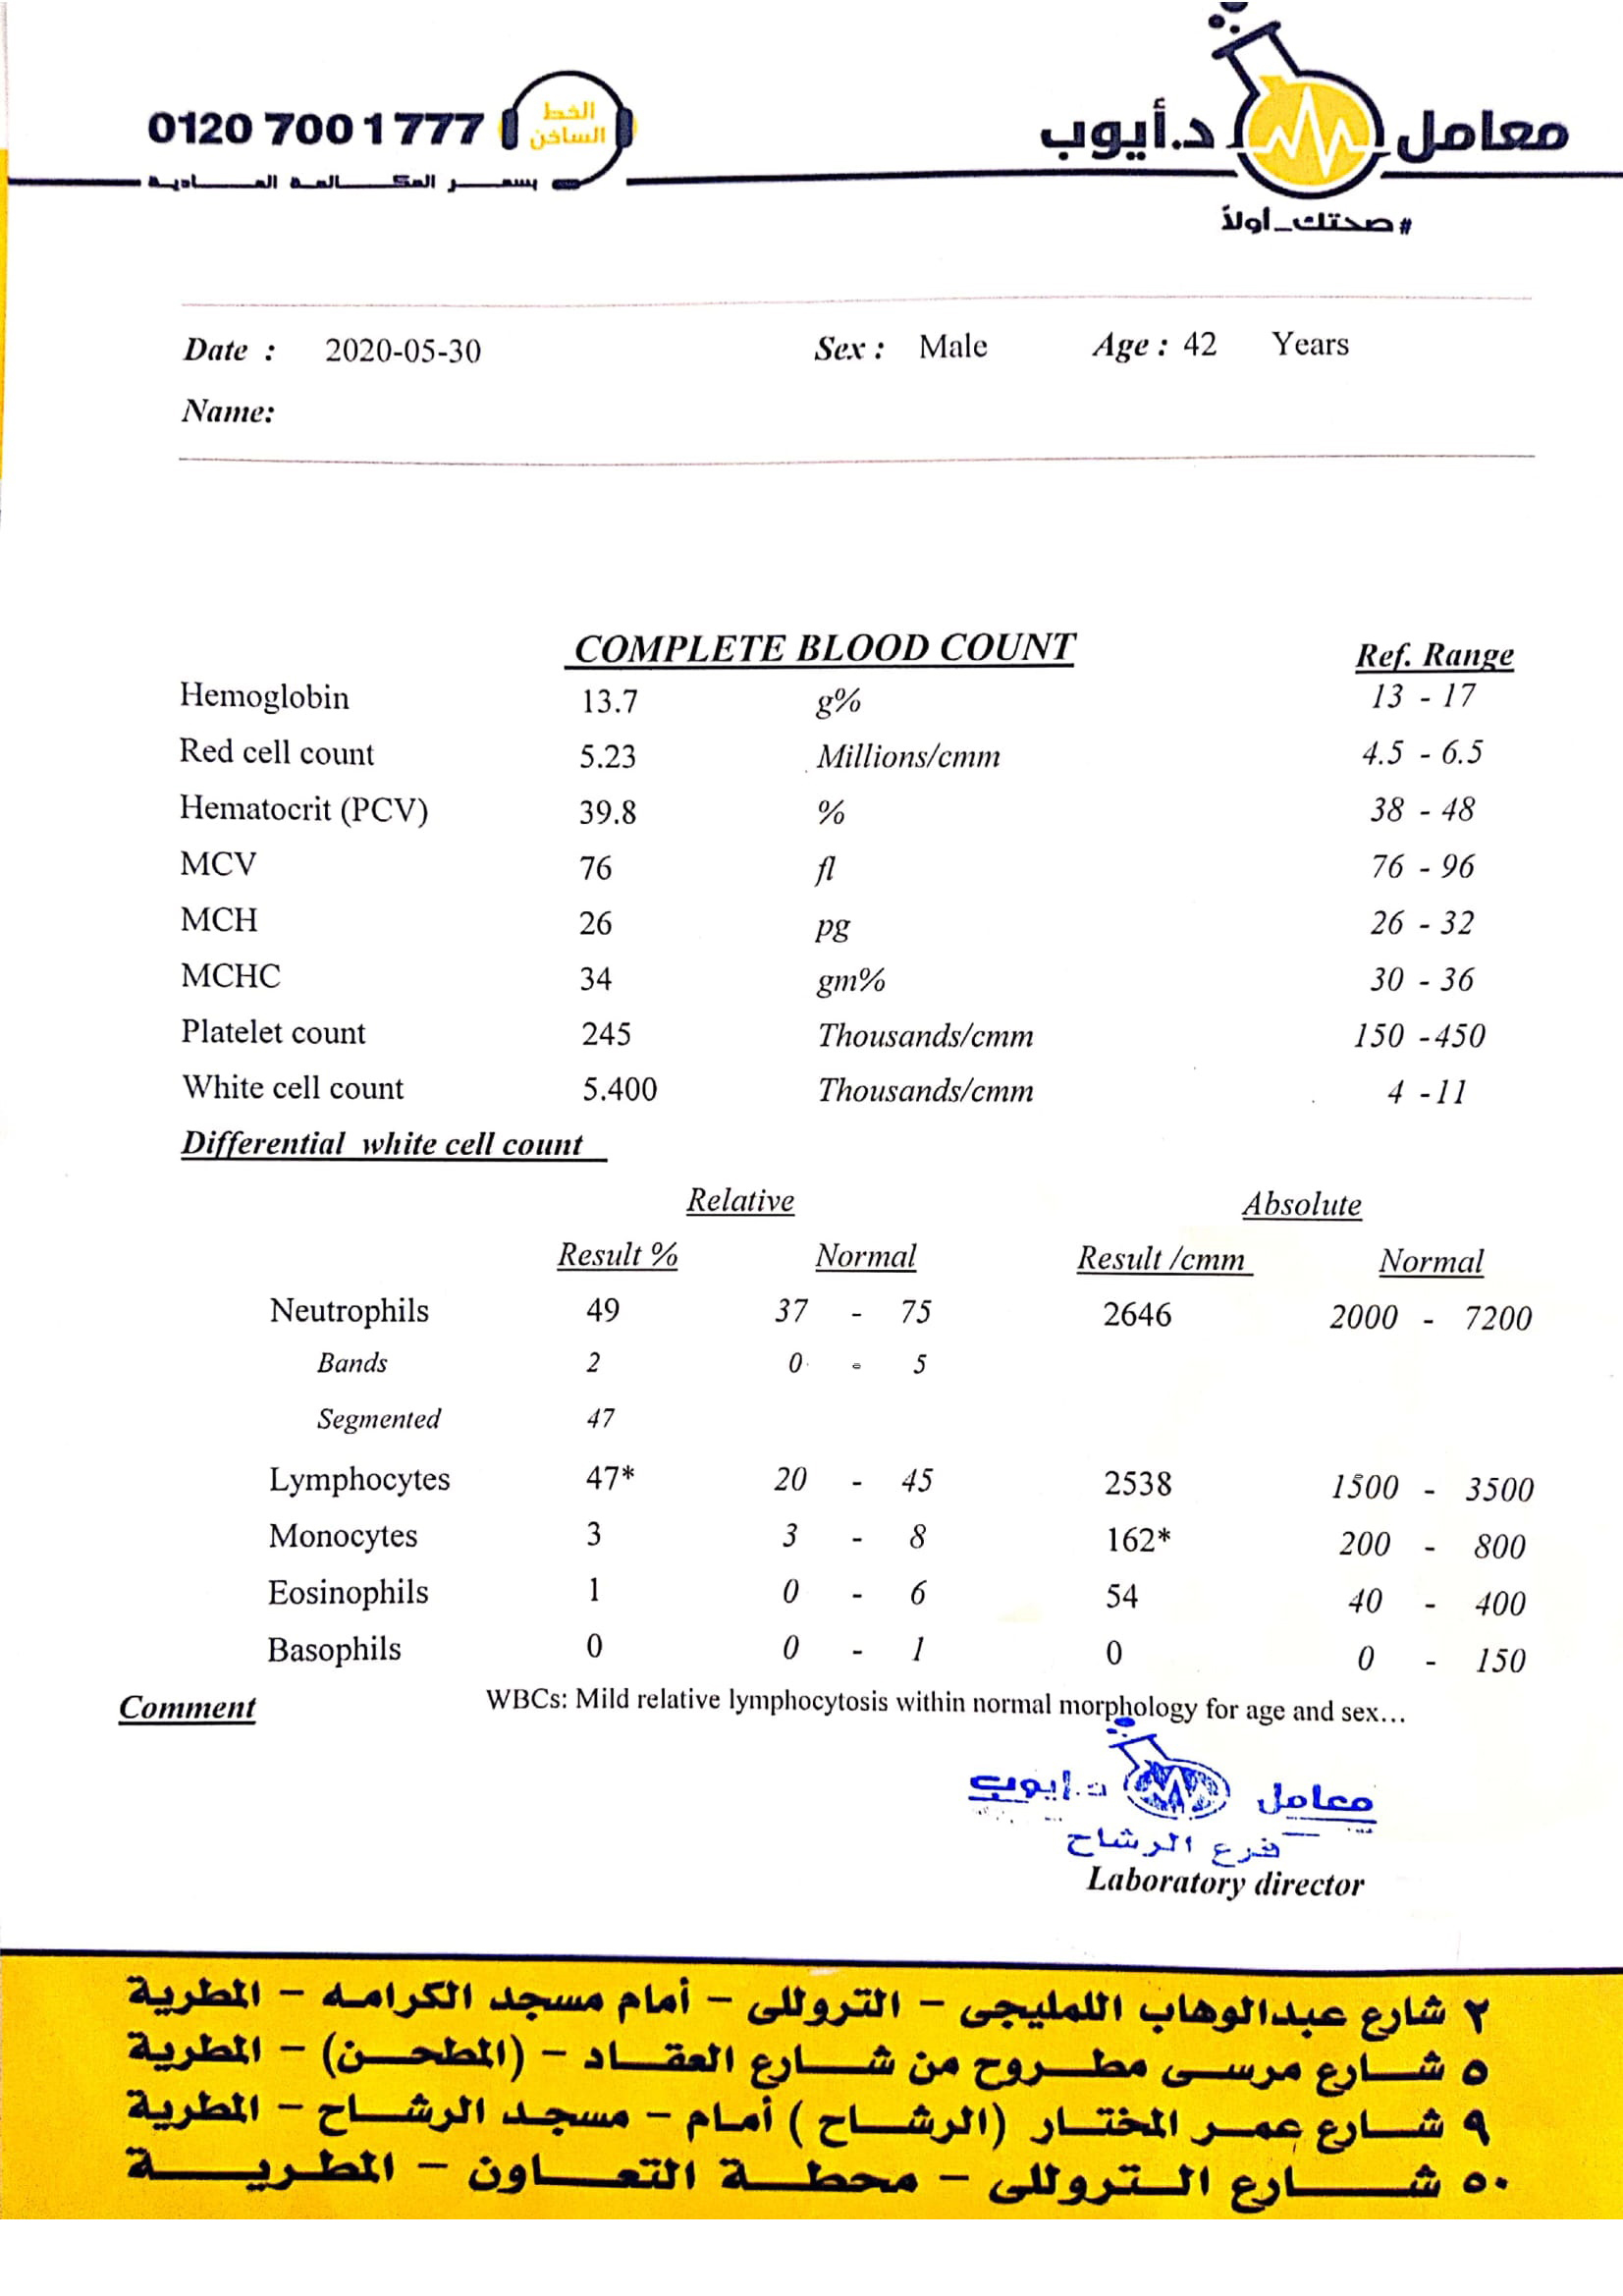 0120 700 1 777
الخط
الساخن
بسعر المكالمة العادية
معامل د.أيوب
#صحتك_أولاً
Date : 2020-05-30 Sex : Male Age : 42 Years
Name:
COMPLETE BLOOD COUNT Ref. Range
Hemoglobin 13.7 g% 13 - 17
Red cell count 5.23 Millions/cmm 4.5 - 6.5
Hematocrit (PCV) 39.8 % 38 - 48
MCV 76 fl 76 - 96
MCH 26 pg 26 - 32
MCHC 34 gm% 30 - 36
Platelet count 245 Thousands/cmm 150 -450
White cell count 5.400 Thousands/cmm 4 -11
Differential white cell count
Relative Absolute
Result % Normal Result /cmm Normal
Neutrophils 49 37 - 75 2646 2000 - 7200
Bands 2 0 - 5
Segmented 47
Lymphocytes 47* 20 - 45 2538 1500 - 3500
Monocytes 3 3 - 8 162* 200 - 800
Eosinophils 1 0 - 6 54 40 - 400
Basophils 0 0 - 1 0 0 - 150
Comment WBCs: Mild relative lymphocytosis within normal morphology for age and sex...
معامل د.أيوب
فرع الرشاح
Laboratory director
٢ شارع عبدالوهاب اللمليجى - التروللى - أمام مسجد الكرامه - المطرية
٥ شارع مرسى مطروح من شارع العقاد - (المطحن) - المطرية
٩ شارع عمر المختار (الرشاح) أمام - مسجد الرشاح - المطرية
٥٠ شارع التروللى - محطة التعاون - المطرية